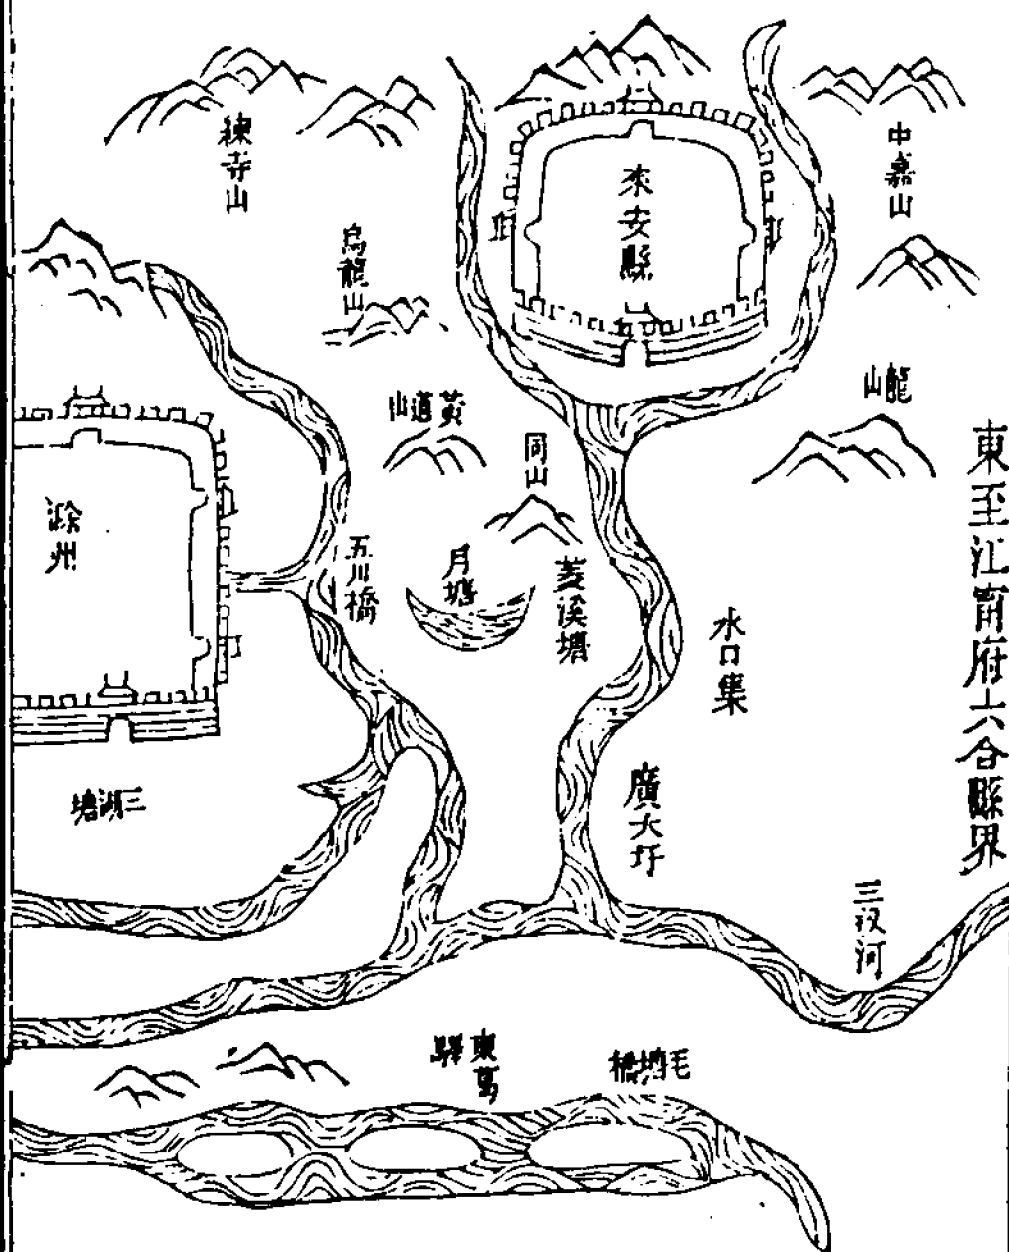 東至江甯府六合縣界
中嘉山
來安縣
練寺山
烏龍山
龍山
黃道山
同山
滁州
五川橋
月塘
菱溪塘
水口集
廣大圩
三湖塘
三汊河
東葛驛
毛塘橋